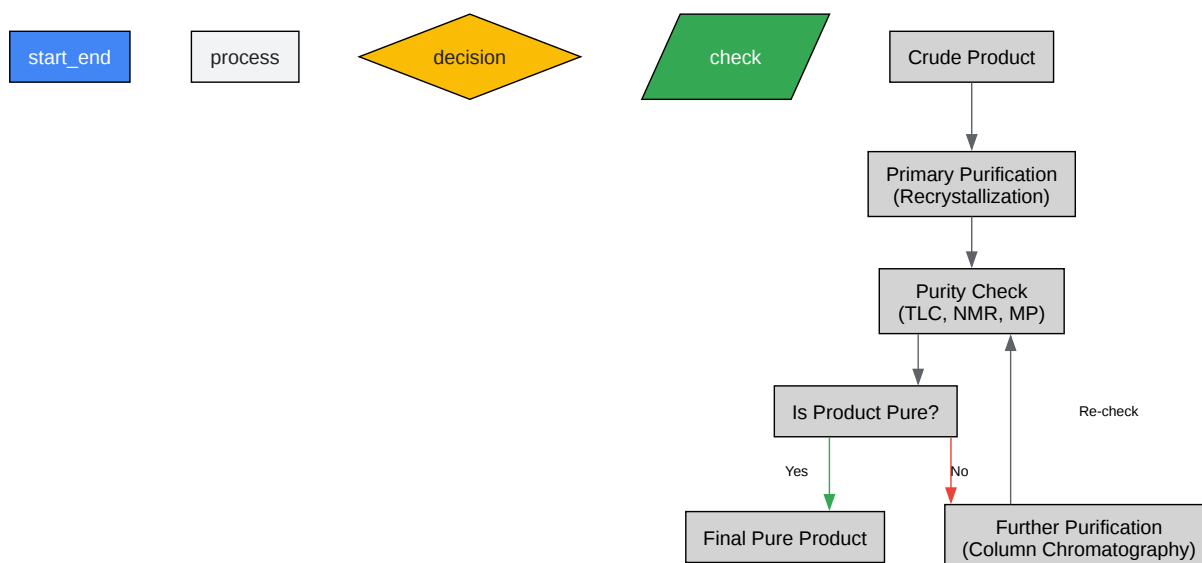 start_end
process
decision
check
Crude Product
Primary Purification
(Recrystallization)
Purity Check
(TLC, NMR, MP)
Is Product Pure?
Re-check
Yes
No
Final Pure Product
Further Purification
(Column Chromatography)